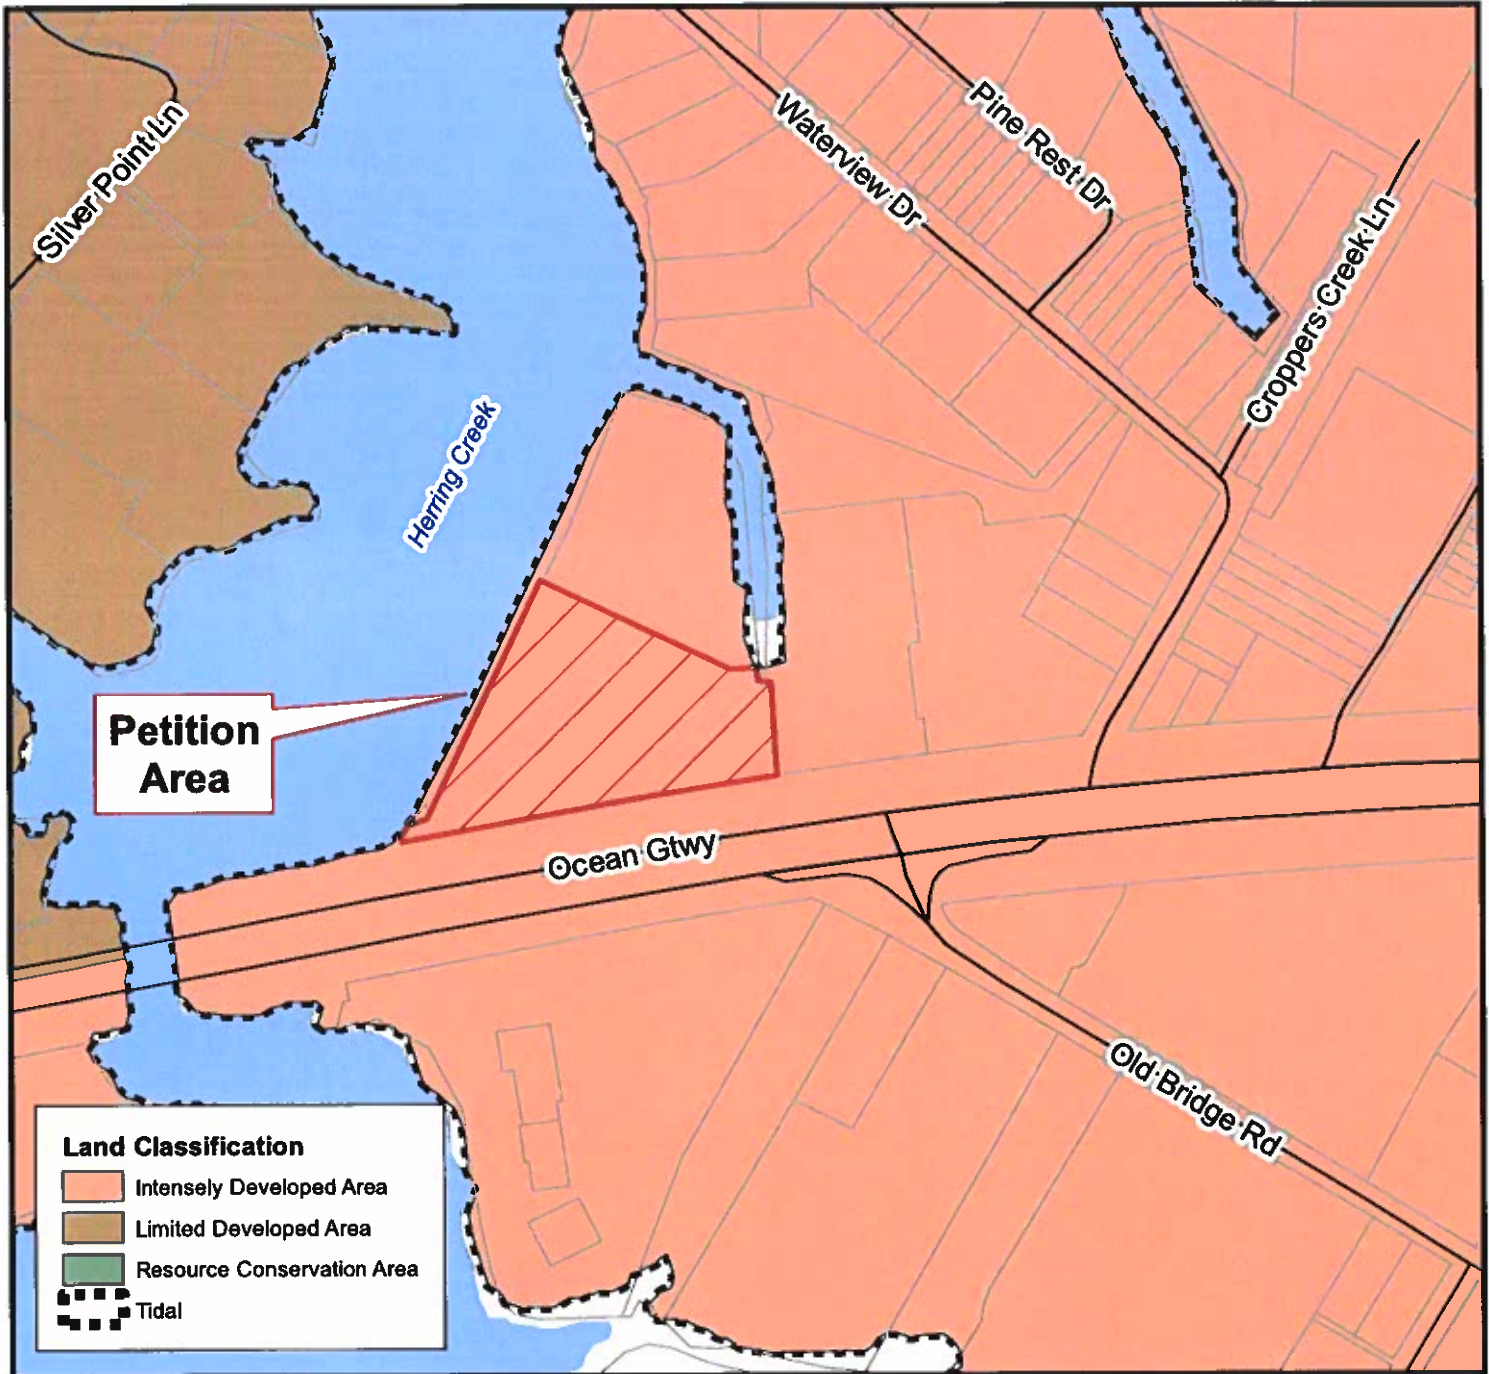 Silver Point Ln
Waterview Dr
Pine Rest Dr
Croppers Creek Ln
Herring Creek
Petition
Area
Ocean Gtwy
Old Bridge Rd
Land Classification
Intensely Developed Area
Limited Developed Area
Resource Conservation Area
Tidal